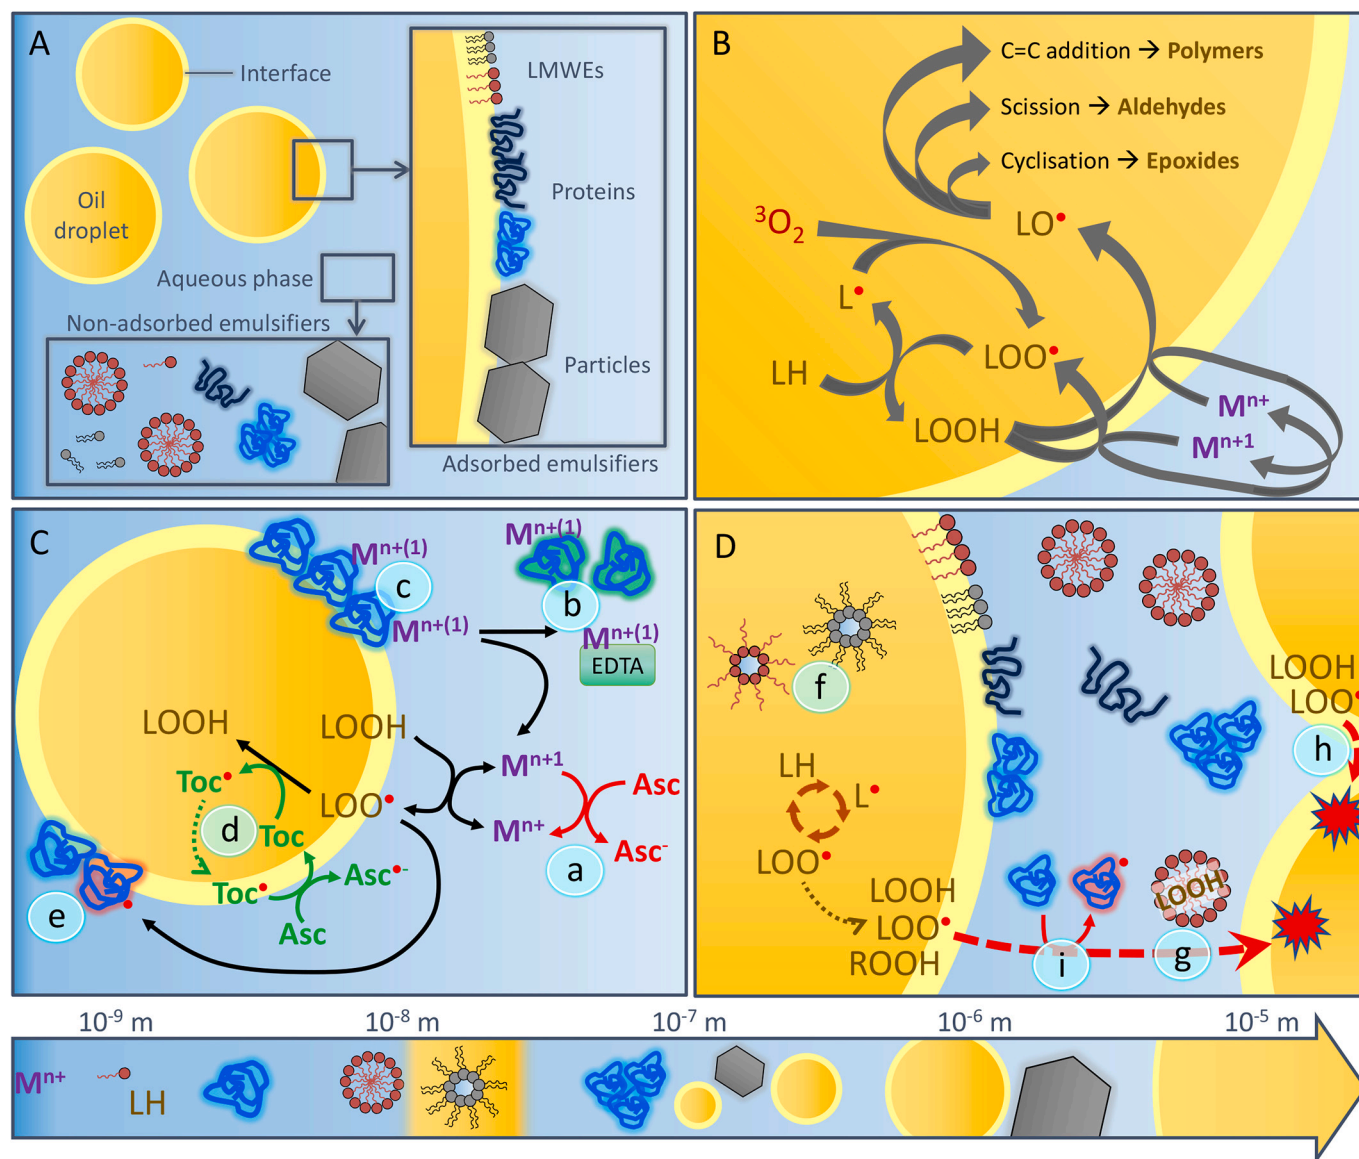 A
Interface
Oil
droplet
Aqueous phase
Non-adsorbed emulsifiers
LMWEs
Proteins
Particles
Adsorbed emulsifiers
B
C=C addition → Polymers
Scission → Aldehydes
Cyclisation → Epoxides
LO•
³O₂
L•
LOO•
LH
LOOH
Mⁿ⁺
Mⁿ⁺¹
C
Mⁿ⁺⁽¹⁾
Mⁿ⁺⁽¹⁾
c
b
Mⁿ⁺⁽¹⁾
Mⁿ⁺⁽¹⁾
EDTA
LOOH
LOOH
Mⁿ⁺¹
Toc•
LOO•
Asc
d
Toc
Mⁿ⁺
Asc⁻
Toc•
Asc•⁻
a
e
Asc
D
f
LOOH
LOO•
h
LH
L•
LOO•
LOOH
LOOH
LOO•
ROOH
i
g
10⁻⁹ m
10⁻⁸ m
10⁻⁷ m
10⁻⁶ m
10⁻⁵ m
Mⁿ⁺
LH